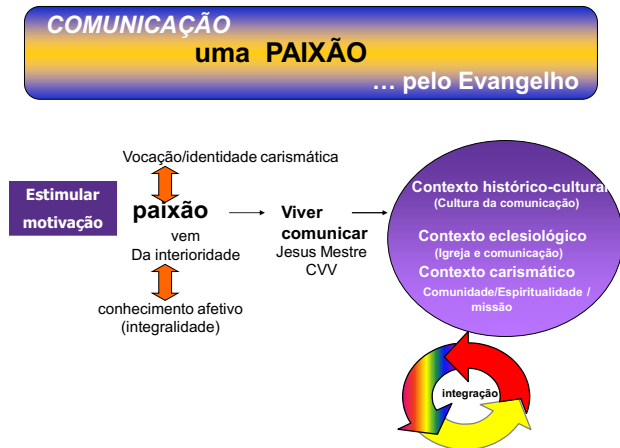 COMUNICAÇÃO
uma PAIXÃO
... pelo Evangelho
Vocação/identidade carismática
Estimular
motivação
paixão
vem
Da interioridade
conhecimento afetivo
(integralidade)
Viver
comunicar
Jesus Mestre
CVV
Contexto histórico-cultural
(Cultura da comunicação)
Contexto eclesiológico
(Igreja e comunicação)
Contexto carismático
Comunidade/Espiritualidade /
missão
integração